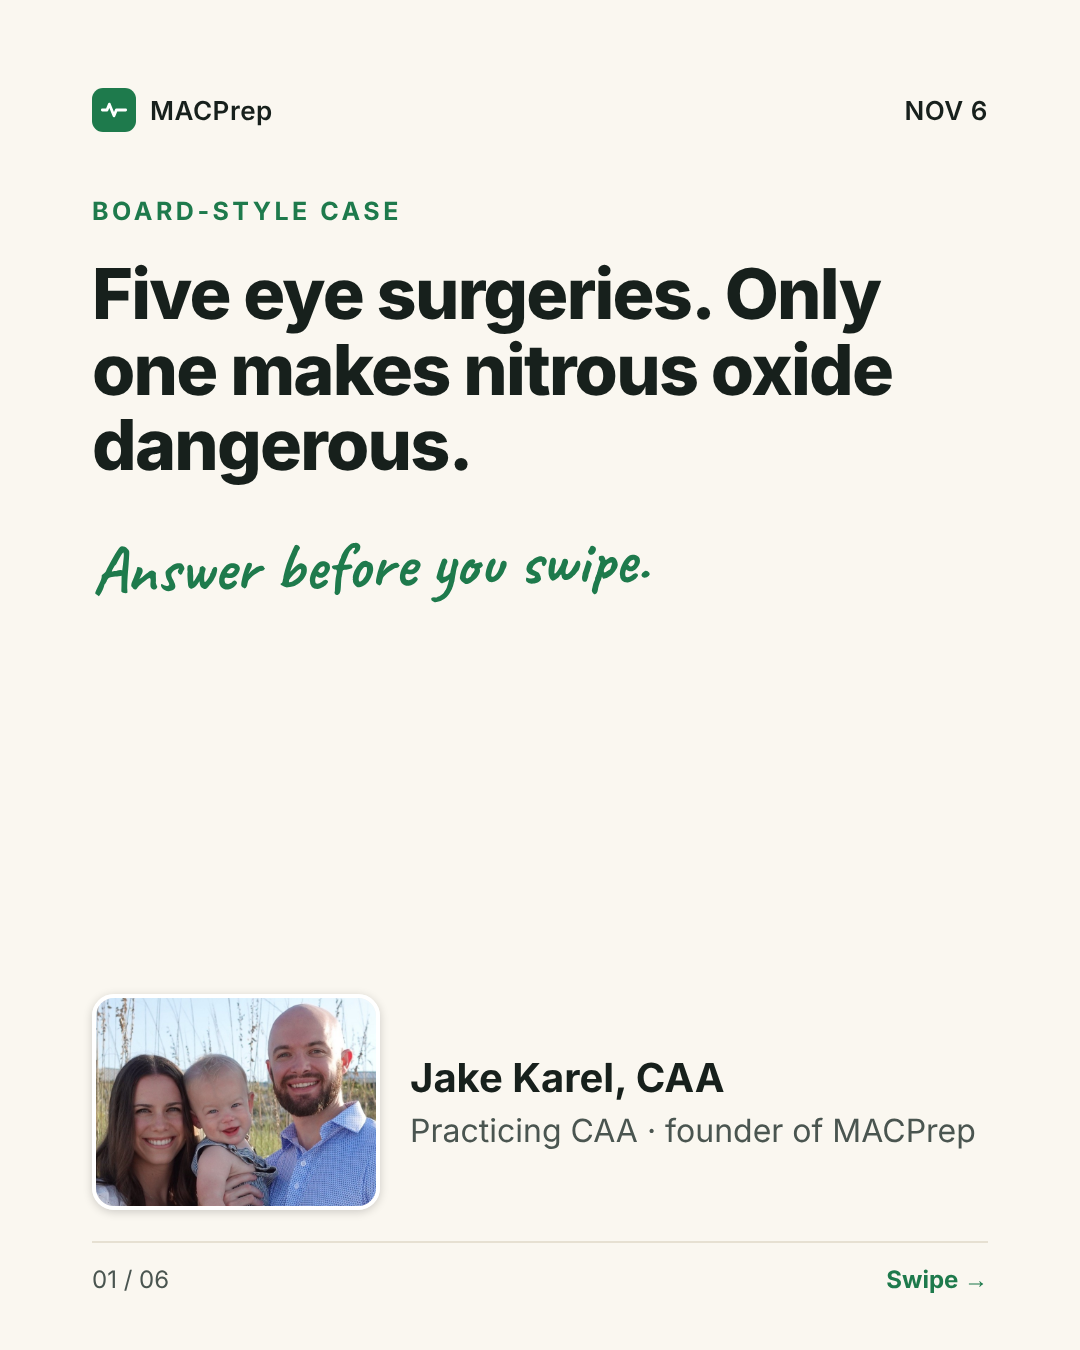 MACPrep
NOV 6
BOARD-STYLE CASE
Five eye surgeries. Only
one makes nitrous oxide
dangerous.
Answer before you swipe.
Jake Karel, CAA
Practicing CAA · founder of MACPrep
01 / 06
Swipe →